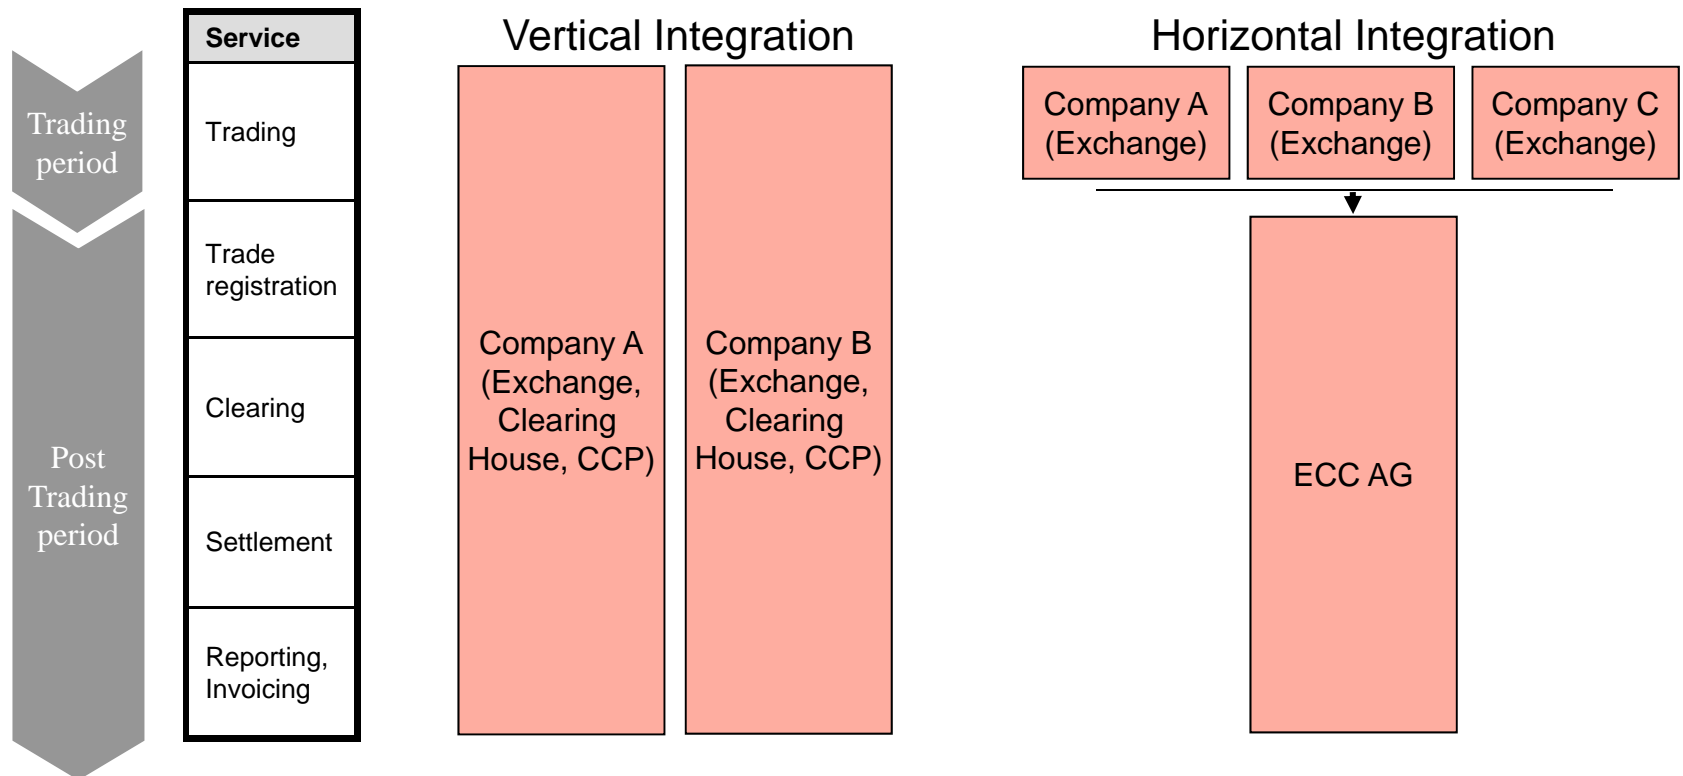 Service
Vertical Integration
Horizontal Integration
Trading
period
Trading
Trade
registration
Clearing
Post
Trading
period
Settlement
Reporting,
Invoicing
Company A
(Exchange,
Clearing
House, CCP)
Company B
(Exchange,
Clearing
House, CCP)
Company A
(Exchange)
Company B
(Exchange)
Company C
(Exchange)
ECC AG